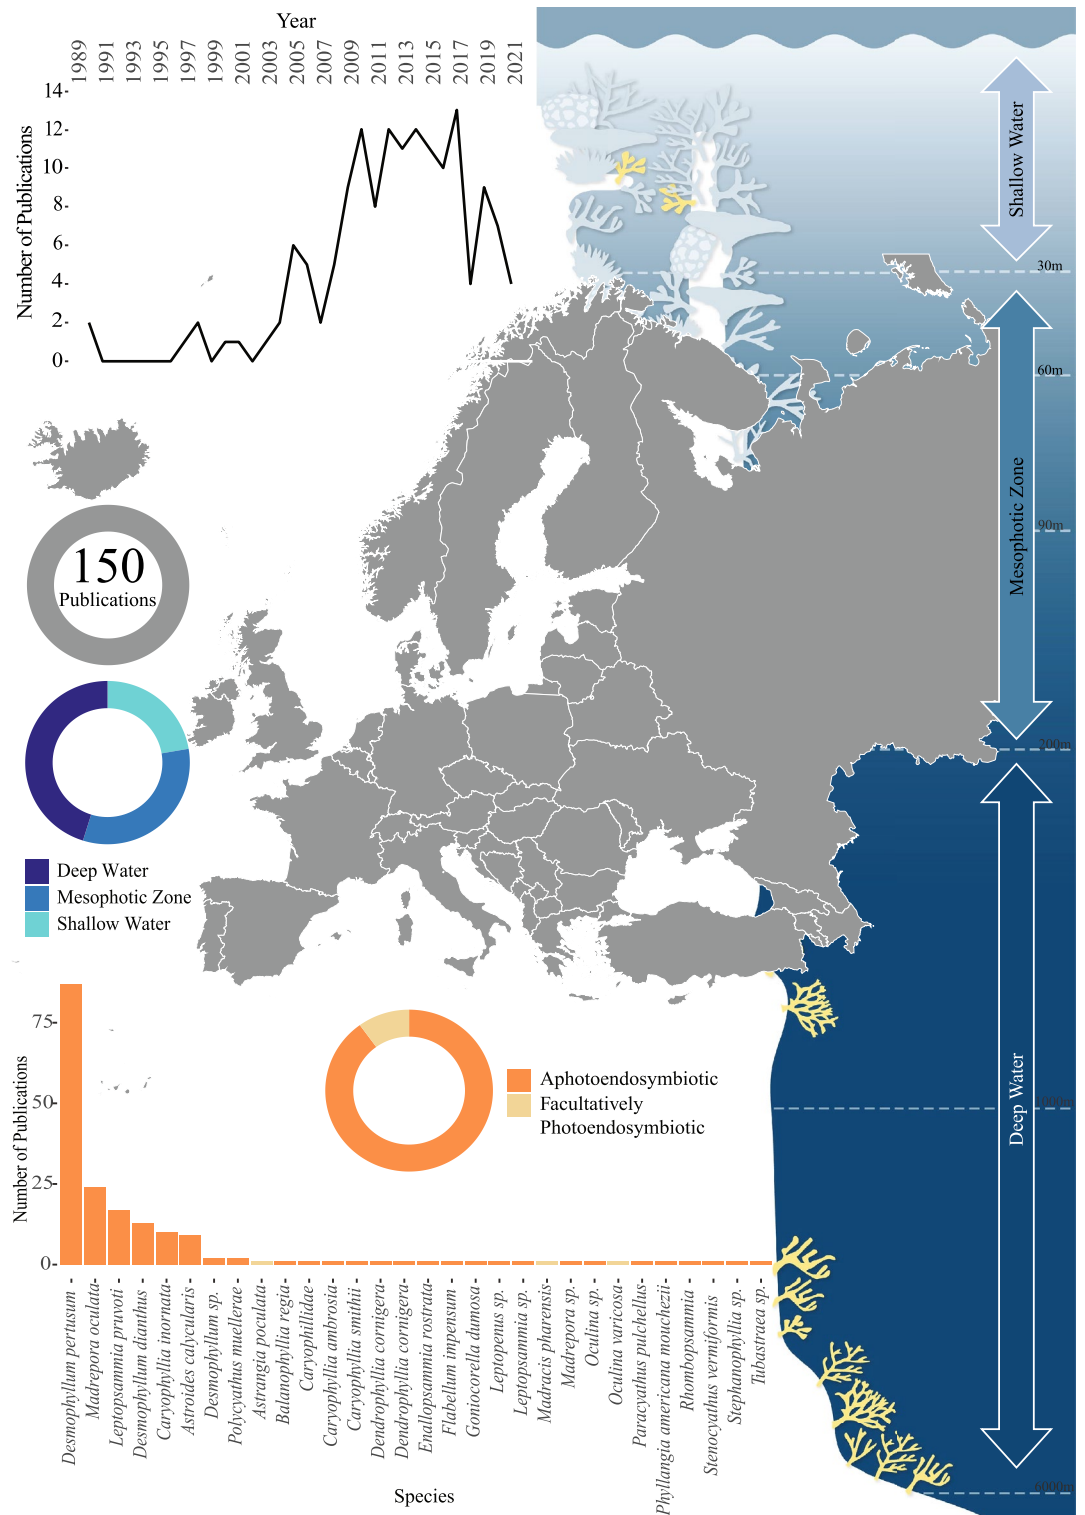 Year
1989
1991
1993
1995
1997
1999
2001
2003
2005
2007
2009
2011
2013
2015
2017
2019
2021
Number of Publications
14
12
10
8
6
4
2
0
Shallow Water
30m
60m
Mesophotic Zone
90m
200m
Deep Water
1000m
6000m
150
Publications
Deep Water
Mesophotic Zone
Shallow Water
Aphotoendosymbiotic
Facultatively
Photoendosymbiotic
Number of Publications
75
50
25
0
Desmophyllum pertusum
Madrepora oculata
Leptopsammia pruvoti
Desmophyllum dianthus
Caryophyllia inornata
Astroides calycularis
Desmophyllum sp.
Polycyathus muellerae
Astrangia poculata
Balanophyllia regia
Caryophillidae
Caryophyllia ambrosia
Caryophyllia smithii
Dendrophyllia cornigera
Dendrophyllia cornigera
Enallopsammia rostrata
Flabellum impensum
Goniocorella dumosa
Leptopenus sp.
Leptopsammia sp.
Madracis pharensis
Madrepora sp.
Oculina sp.
Oculina varicosa
Paracyathus pulchellus
Phyllangia americana mouchezii
Rhombopsammia
Stenocyathus vermiformis
Stephanophyllia sp.
Tubastraea sp.
Species